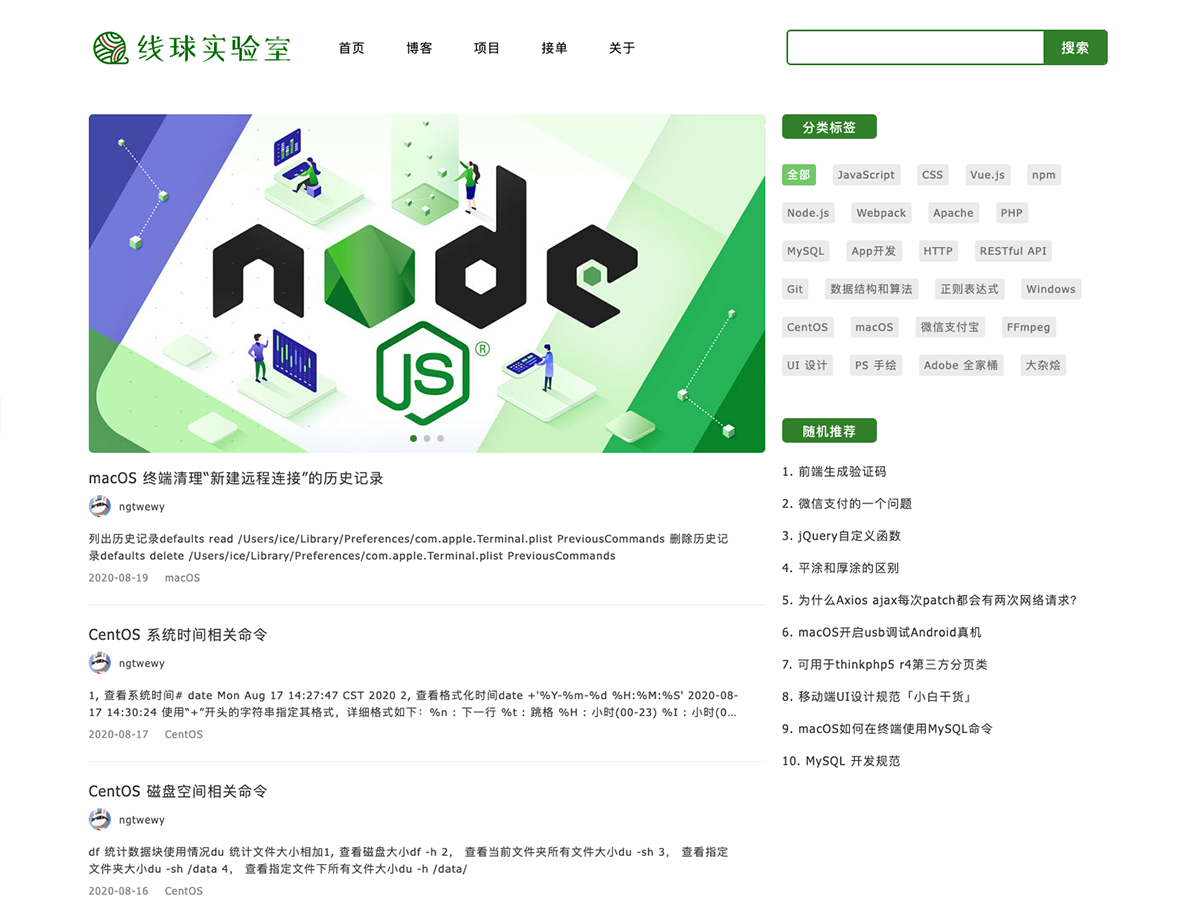 线球实验室
首页 博客 项目 接单 关于
搜索
node
JS®
macOS 终端清理“新建远程连接”的历史记录
ngtwewy
列出历史记录defaults read /Users/ice/Library/Preferences/com.apple.Terminal.plist PreviousCommands 删除历史记
录defaults delete /Users/ice/Library/Preferences/com.apple.Terminal.plist PreviousCommands
2020-08-19 macOS
CentOS 系统时间相关命令
ngtwewy
1, 查看系统时间# date Mon Aug 17 14:27:47 CST 2020 2, 查看格式化时间date +'%Y-%m-%d %H:%M:%S' 2020-08-
17 14:30:24 使用“+”开头的字符串指定其格式，详细格式如下：%n : 下一行 %t : 跳格 %H : 小时(00-23) %I : 小时(0...
2020-08-17 CentOS
CentOS 磁盘空间相关命令
ngtwewy
df 统计数据块使用情况du 统计文件大小相加1, 查看磁盘大小df -h 2， 查看当前文件夹所有文件大小du -sh 3， 查看指定
文件夹大小du -sh /data 4， 查看指定文件下所有文件大小du -h /data/
2020-08-16 CentOS
分类标签
全部 JavaScript CSS Vue.js npm
Node.js Webpack Apache PHP
MySQL App开发 HTTP RESTful API
Git 数据结构和算法 正则表达式 Windows
CentOS macOS 微信支付宝 FFmpeg
UI 设计 PS 手绘 Adobe 全家桶 大杂烩
随机推荐
1. 前端生成验证码
2. 微信支付的一个问题
3. jQuery自定义函数
4. 平涂和厚涂的区别
5. 为什么Axios ajax每次patch都会有两次网络请求?
6. macOS开启usb调试Android真机
7. 可用于thinkphp5 r4第三方分页类
8. 移动端UI设计规范「小白干货」
9. macOS如何在终端使用MySQL命令
10. MySQL 开发规范